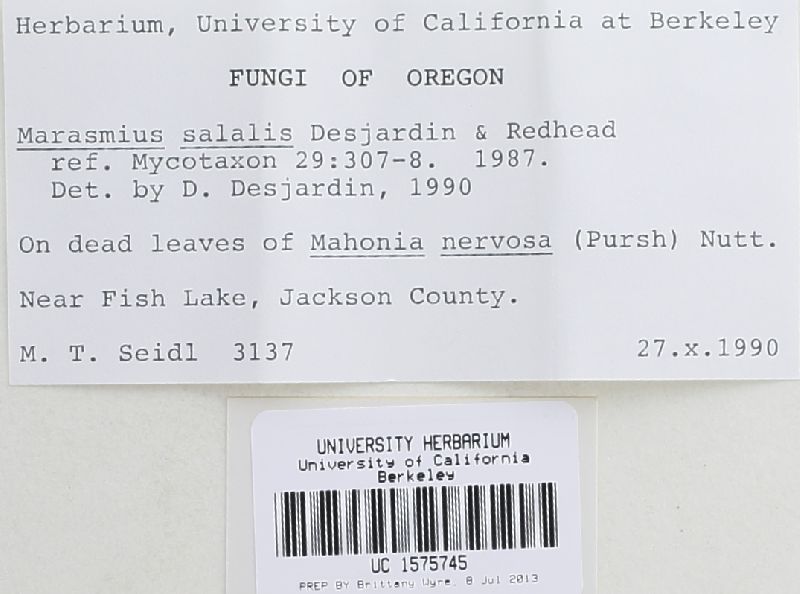 Herbarium, University of California at Berkeley
FUNGI OF OREGON
Marasmius salalis Desjardin & Redhead
ref. Mycotaxon 29:307-8. 1987.
Det. by D. Desjardin, 1990
On dead leaves of Mahonia nervosa (Pursh) Nutt.
Near Fish Lake, Jackson County.
M. T. Seidl 3137 27.x.1990
UNIVERSITY HERBARIUM
University of California
Berkeley
UC 1575745
PREP BY Brittany Wyre, 8 Jul 2013